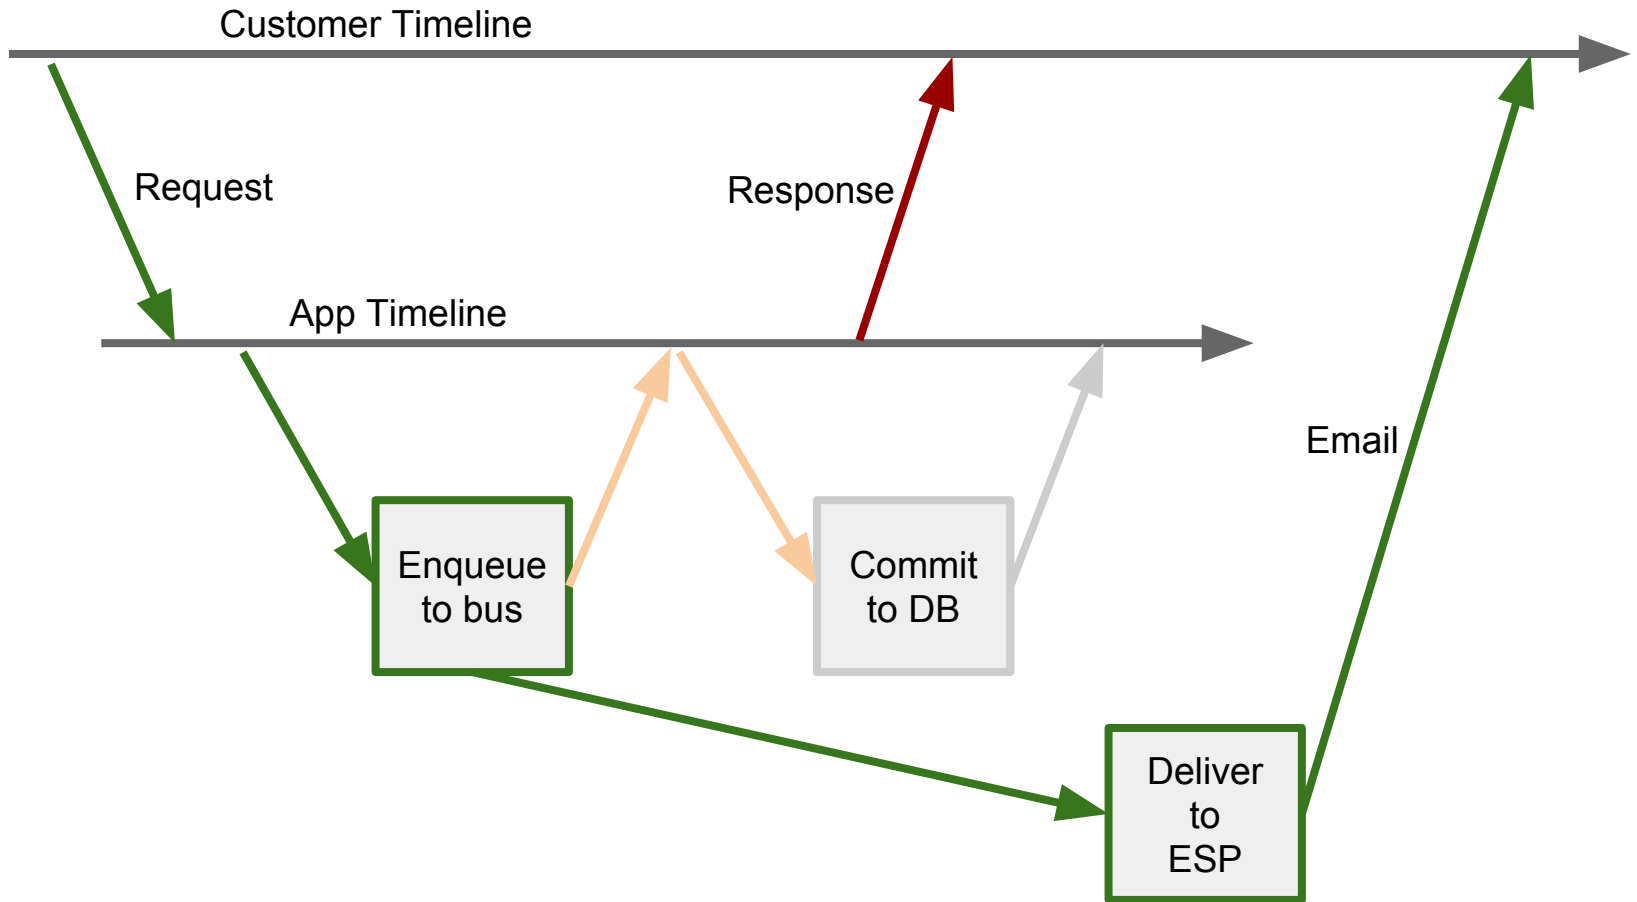 Customer Timeline
Request
Response
App Timeline
Email
Enqueue
to bus
Commit
to DB
Deliver
to
ESP